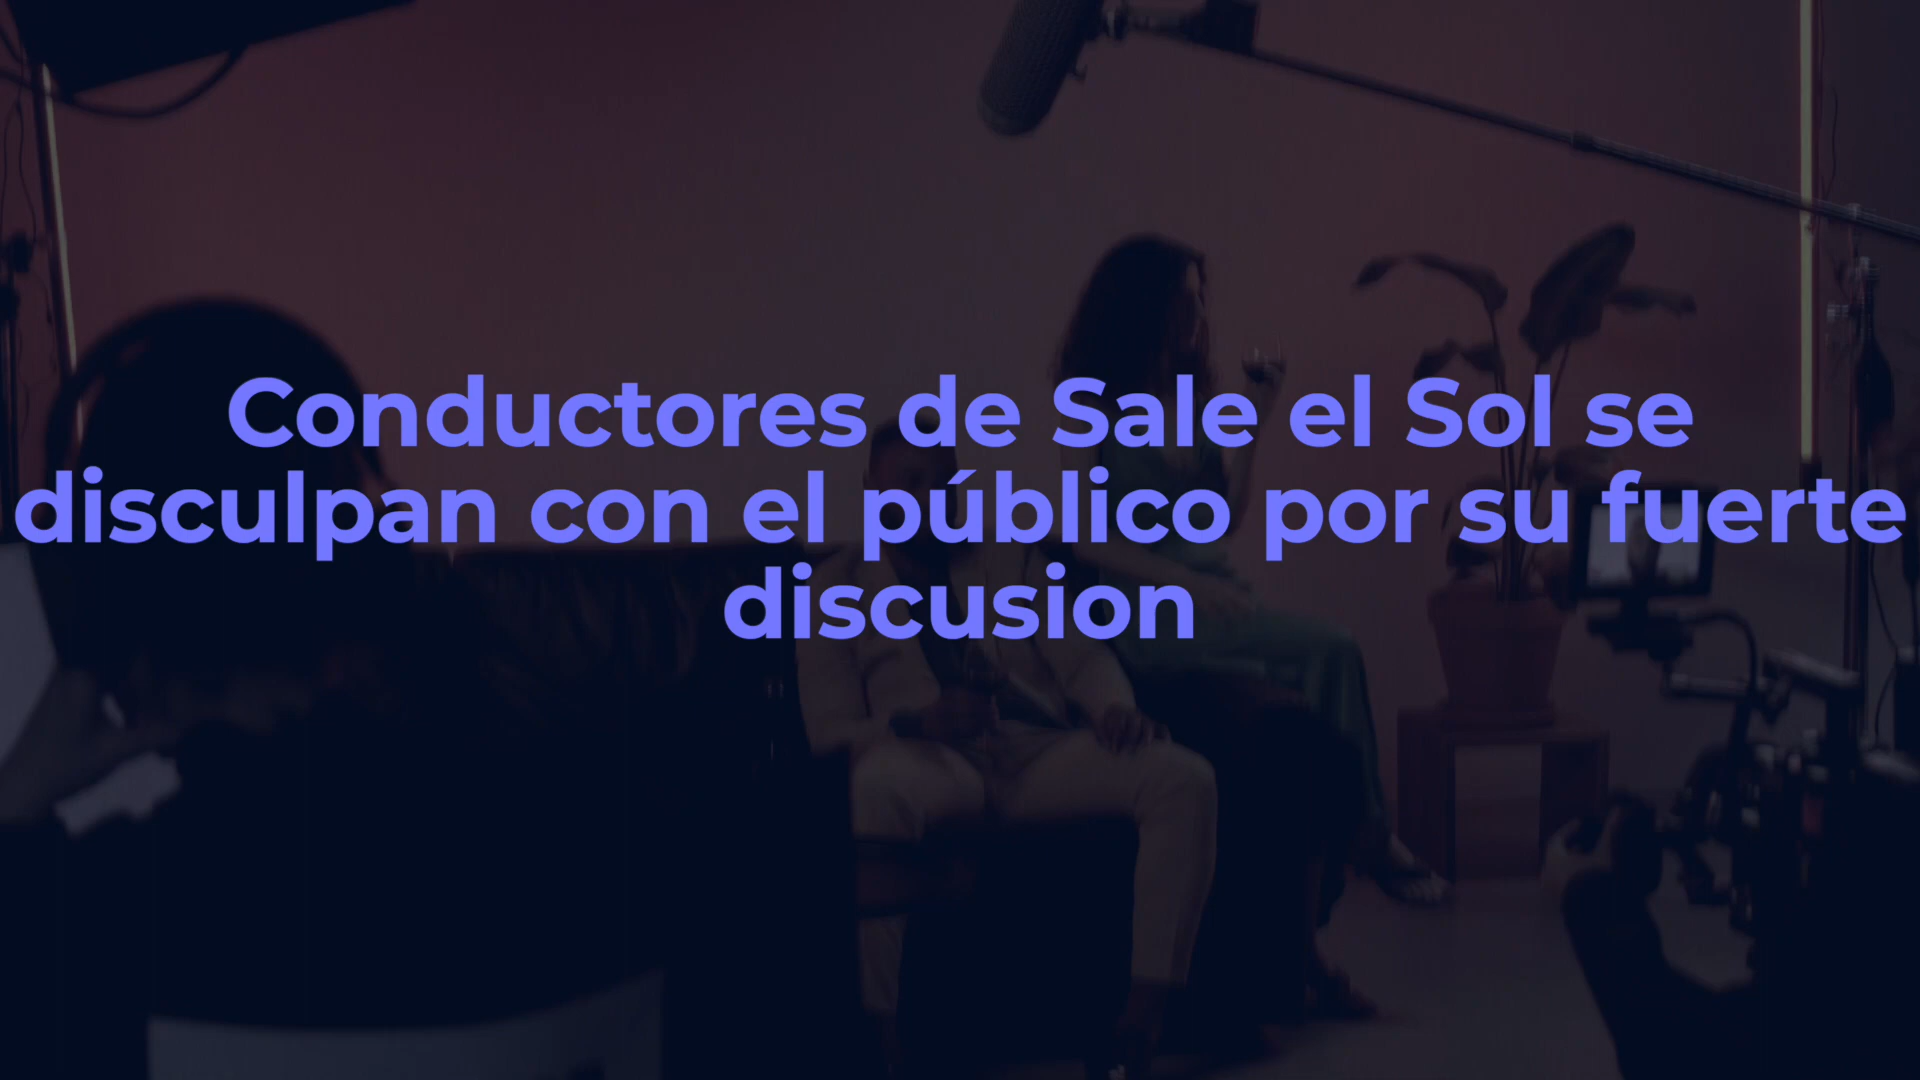 Conductores de Sale el Sol se
disculpan con el público por su fuerte
discusion